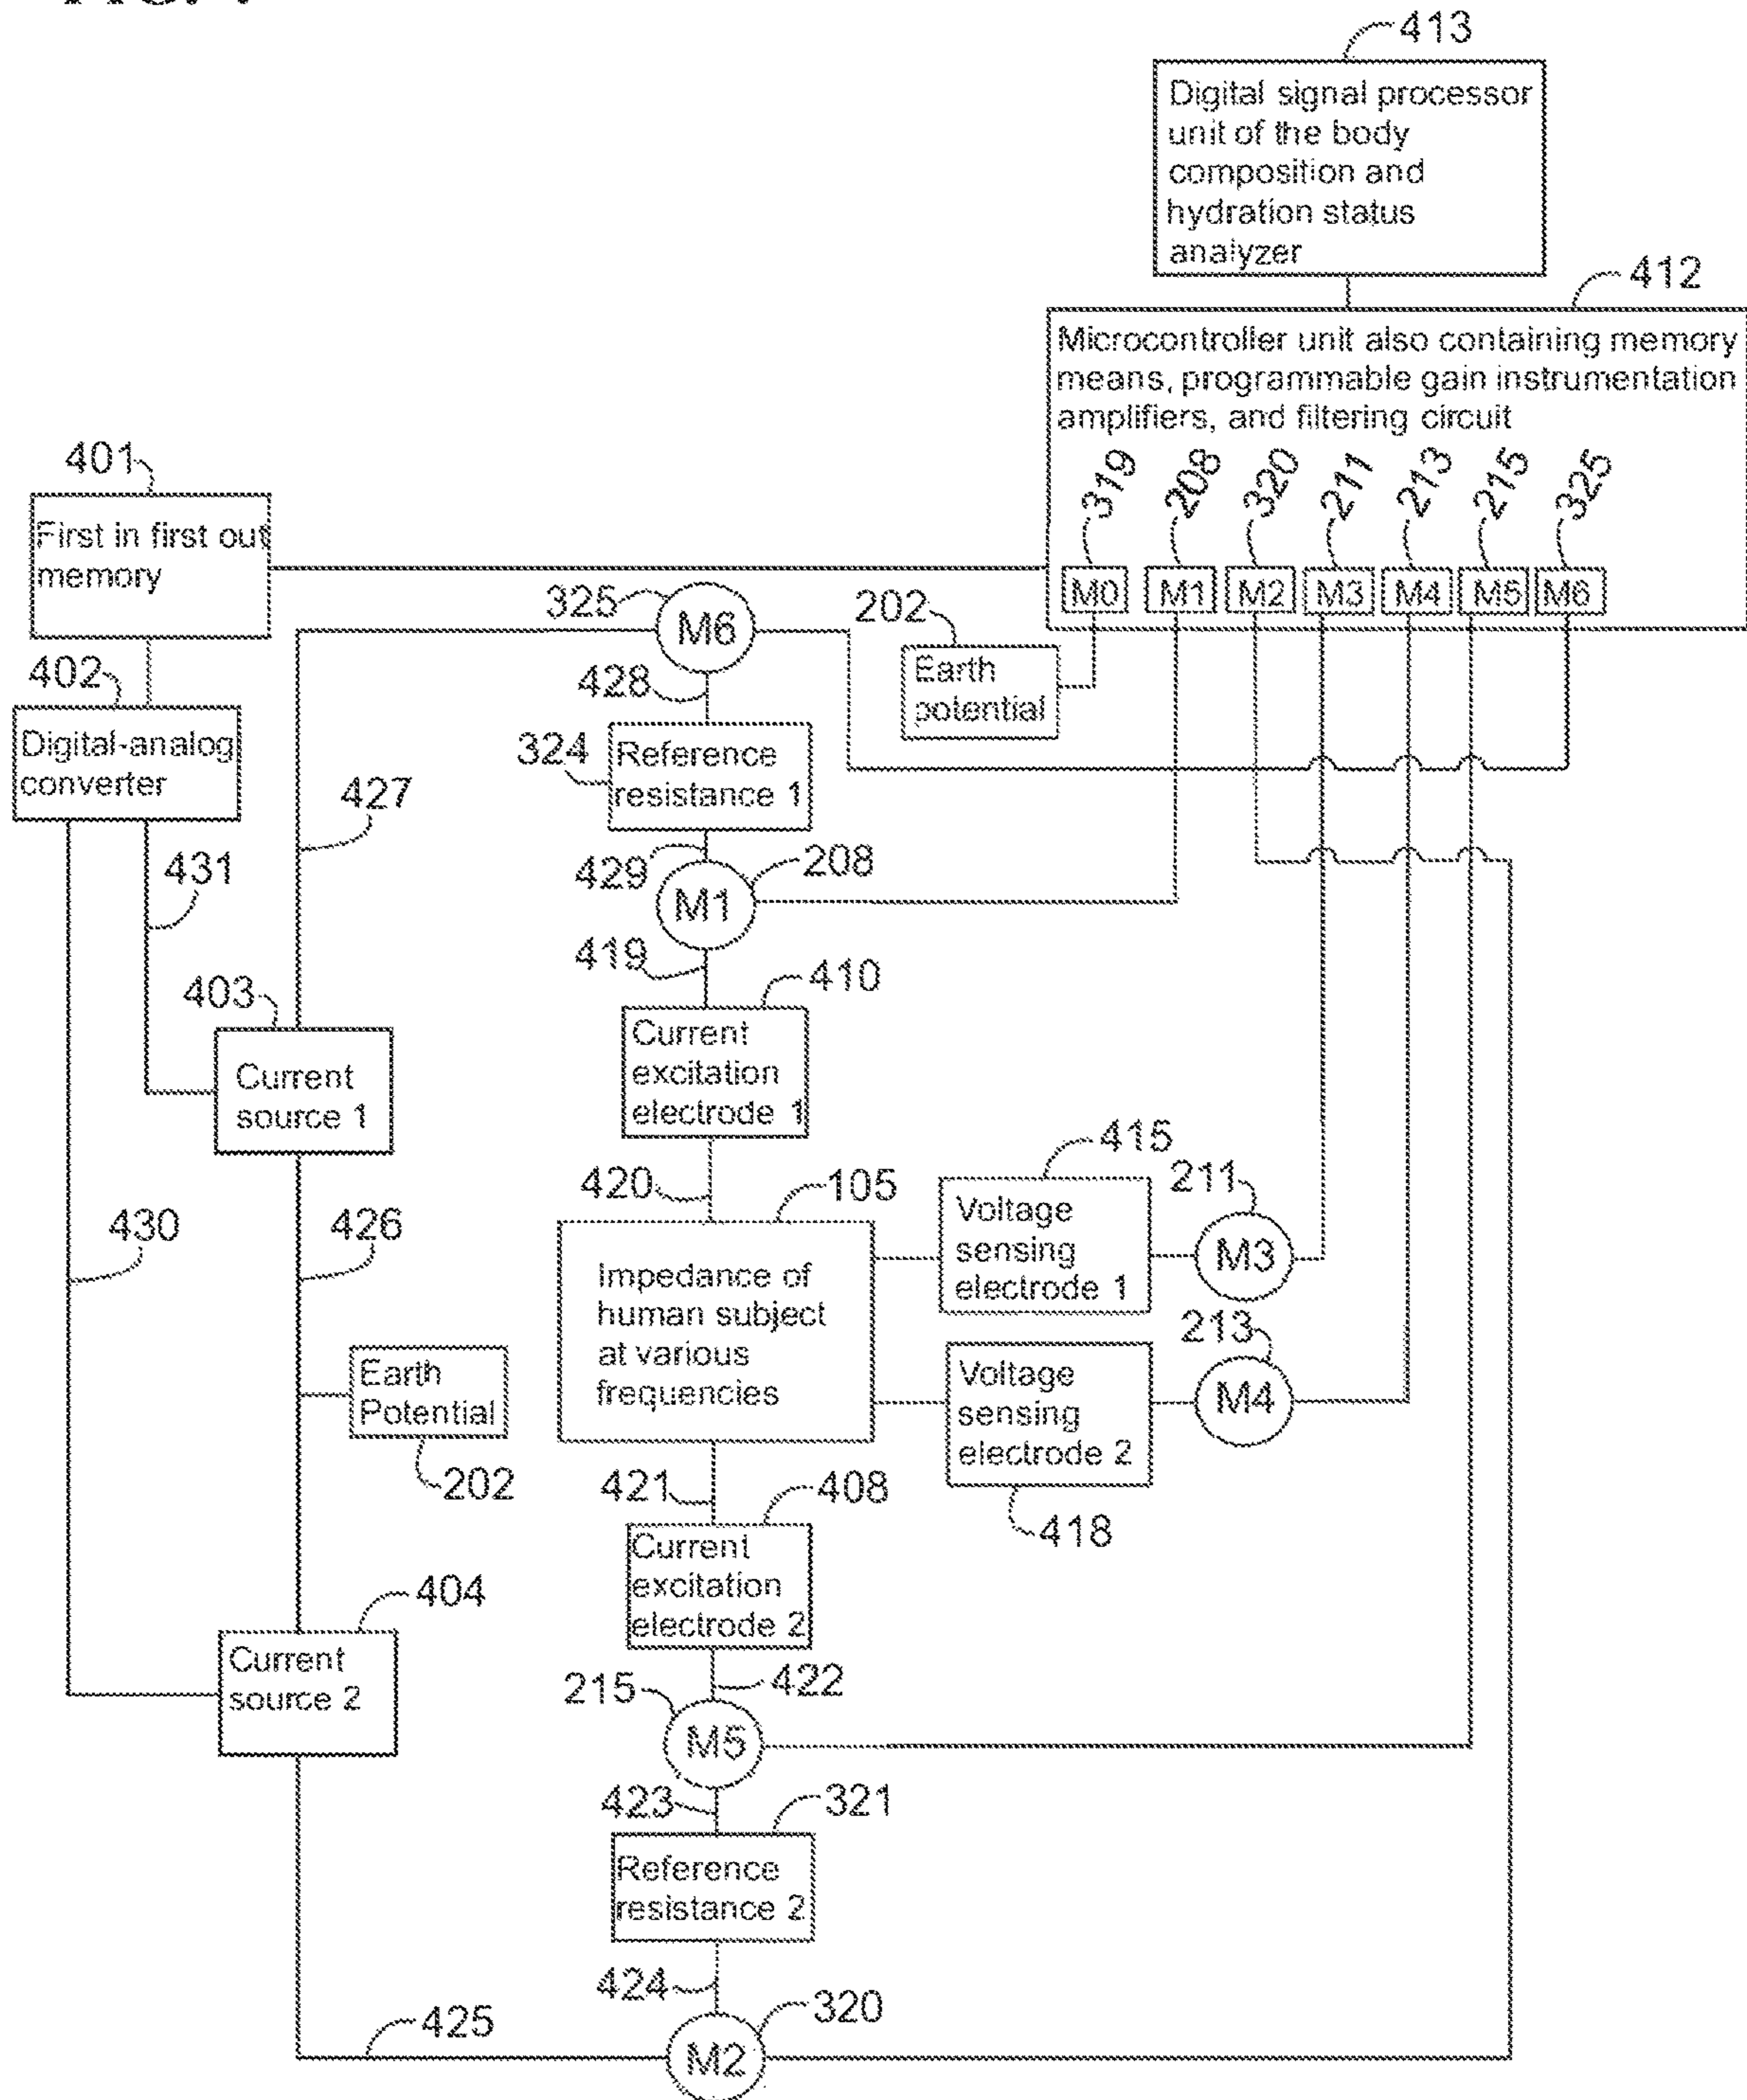 413
Digital signal processor
unit of the body
composition and
hydration status
analyzer
412
Microcontroller unit also containing memory
means, programmable gain instrumentation
amplifiers, and filtering circuit
319 208 320 211 213 215 325
M0 M1 M2 M3 M4 M5 M6
401
First in first out
memory
402
Digital-analog
converter
325
M6
202
Earth
potential
428
324
Reference
resistance 1
427
431
429
208
M1
419
410
403
Current
excitation
electrode 1
Current
source 1
415
420
105
211
Voltage
sensing
electrode 1
M3
430
426
Impedance of
human subject
at various
frequencies
213
Earth
Potential
202
Voltage
sensing
electrode 2
M4
418
421
408
Current
excitation
electrode 2
404
Current
source 2
215
422
M5
423
321
Reference
resistance 2
424
320
425
M2